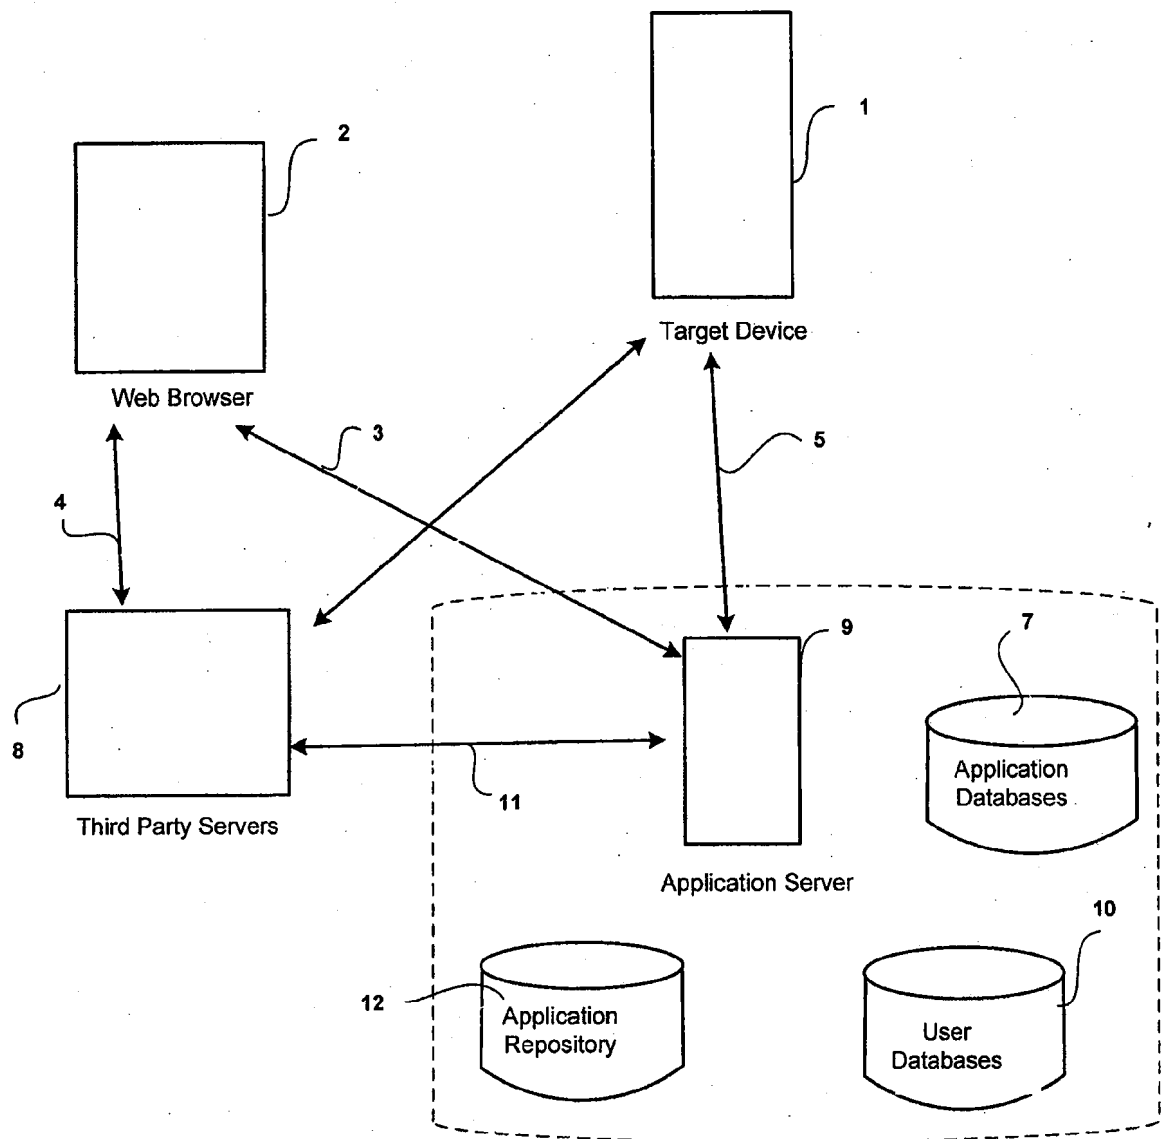 1
2
Target Device
Web Browser
3
5
4
9
7
8
Application
Databases
11
Third Party Servers
Application Server
10
12
Application
Repository
User
Databases